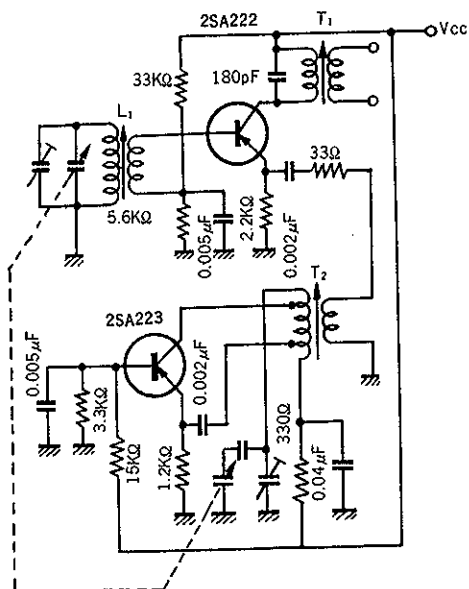 2SA222
T₁
Vcc
33KΩ
180pF
L₁
33Ω
5.6KΩ
0.005μF
2.2KΩ
0.002μF
T₂
2SA223
0.005μF
3.3KΩ
0.002μF
15KΩ
1.2KΩ
330Ω
0.04μF